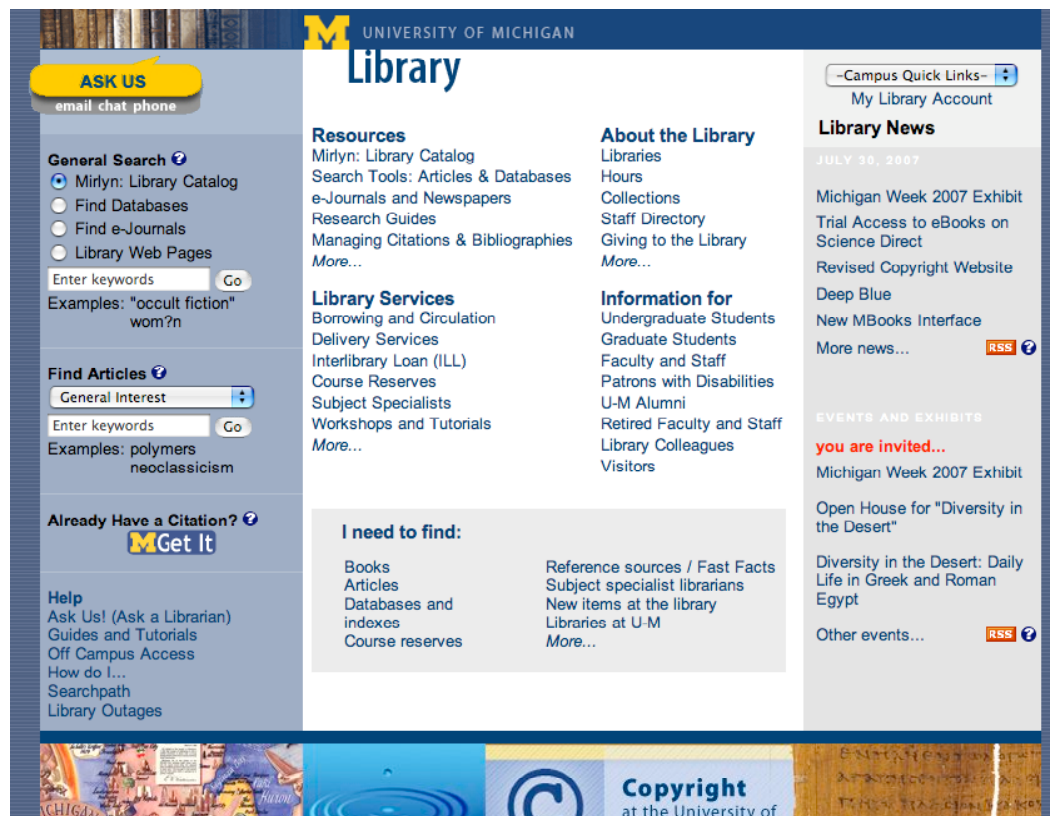 M UNIVERSITY OF MICHIGAN
Library
ASK US
email chat phone
General Search ?
Mirlyn: Library Catalog
Find Databases
Find e-Journals
Library Web Pages
Enter keywords Go
Examples: "occult fiction"
wom?n
Find Articles ?
General Interest
Enter keywords Go
Examples: polymers
neoclassicism
Already Have a Citation? ?
MGet It
Help
Ask Us! (Ask a Librarian)
Guides and Tutorials
Off Campus Access
How do I...
Searchpath
Library Outages
Resources
Mirlyn: Library Catalog
Search Tools: Articles & Databases
e-Journals and Newspapers
Research Guides
Managing Citations & Bibliographies
More...
Library Services
Borrowing and Circulation
Delivery Services
Interlibrary Loan (ILL)
Course Reserves
Subject Specialists
Workshops and Tutorials
More...
About the Library
Libraries
Hours
Collections
Staff Directory
Giving to the Library
More...
Information for
Undergraduate Students
Graduate Students
Faculty and Staff
Patrons with Disabilities
U-M Alumni
Retired Faculty and Staff
Library Colleagues
Visitors
I need to find:
Books
Articles
Databases and
indexes
Course reserves
Reference sources / Fast Facts
Subject specialist librarians
New items at the library
Libraries at U-M
More...
-Campus Quick Links-
My Library Account
Library News
JULY 30, 2007
Michigan Week 2007 Exhibit
Trial Access to eBooks on
Science Direct
Revised Copyright Website
Deep Blue
New MBooks Interface
More news... RSS ?
EVENTS AND EXHIBITS
you are invited...
Michigan Week 2007 Exhibit
Open House for "Diversity in
the Desert"
Diversity in the Desert: Daily
Life in Greek and Roman
Egypt
Other events... RSS ?
Huron
©
Copyright
at the University of